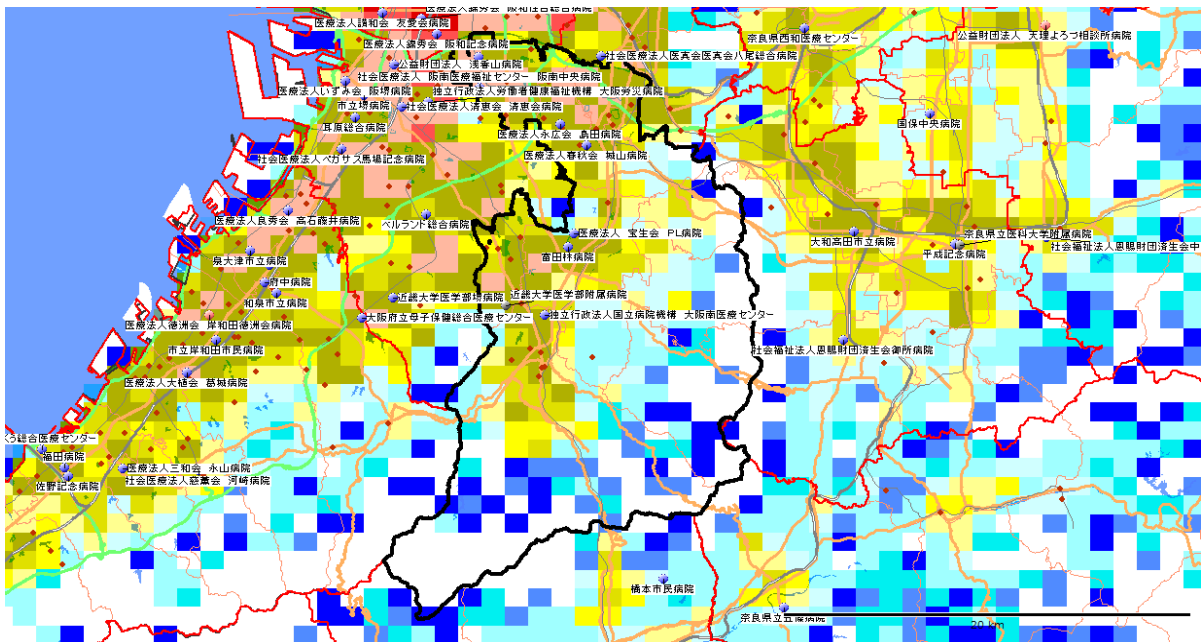 医療法人錦秀会 阪和住吉総合病院
医療法人讃和会 友愛会病院
医療法人錦秀会 阪和記念病院
奈良県西和医療センター
公益財団法人 天理よろづ相談所病院
社会医療法人医真会医真会八尾総合病院
公益財団法人 浅香山病院
社会医療法人 阪南医療福祉センター 阪南中央病院
医療法人いずみ会 阪堺病院
独立行政法人労働者健康福祉機構 大阪労災病院
市立堺病院
社会医療法人清恵会 清恵会病院
耳原総合病院
国保中央病院
医療法人永広会 島田病院
医療法人春秋会 城山病院
社会医療法人ペガサス馬場記念病院
医療法人良秀会 高石藤井病院
ベルランド総合病院
医療法人 宝生会 PL病院
富田林病院
大和高田市立病院
奈良県立医科大学附属病院
社会福祉法人恩賜財団済生会中
平成記念病院
泉大津市立病院
府中病院
和泉市立病院
近畿大学医学部堺病院
近畿大学医学部附属病院
大阪府立母子保健総合医療センター
独立行政法人国立病院機構 大阪南医療センター
医療法人徳洲会 岸和田徳洲会病院
市立岸和田市民病院
社会福祉法人恩賜財団済生会御所病院
医療法人大植会 葛城病院
くう総合医療センター
福田病院
医療法人三和会 永山病院
佐野記念病院
社会医療法人慈薫会 河崎病院
橋本市民病院
奈良県立五條病院
20 km